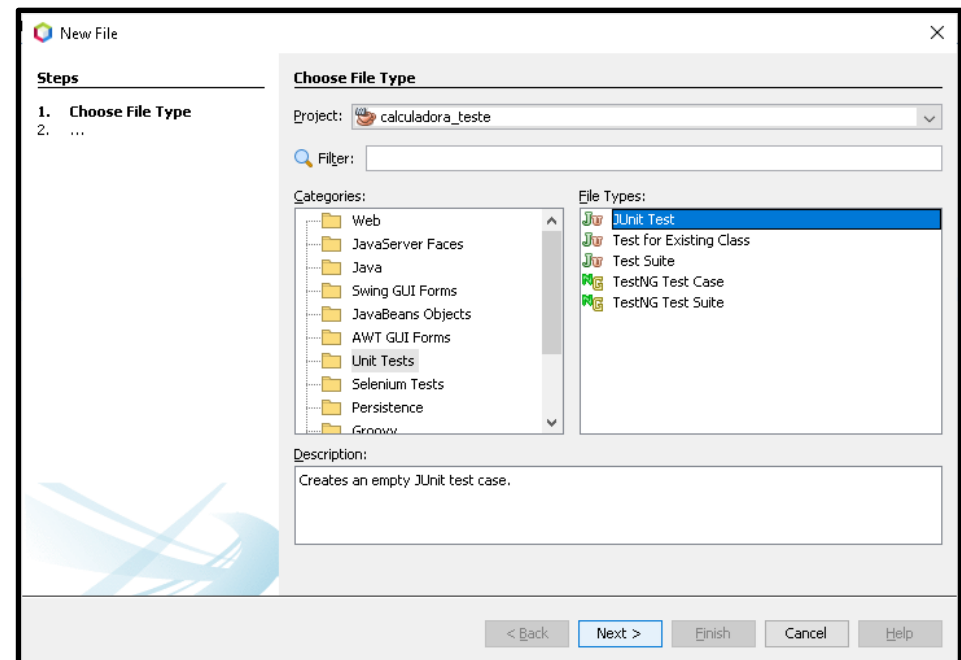 New File
Steps
1. Choose File Type
2. ...
Choose File Type
Project: calculadora_teste
Filter:
Categories:
Web
JavaServer Faces
Java
Swing GUI Forms
JavaBeans Objects
AWT GUI Forms
Unit Tests
Selenium Tests
Persistence
Groovy
File Types:
JUnit Test
Test for Existing Class
Test Suite
TestNG Test Case
TestNG Test Suite
Description:
Creates an empty JUnit test case.
< Back
Next >
Finish
Cancel
Help